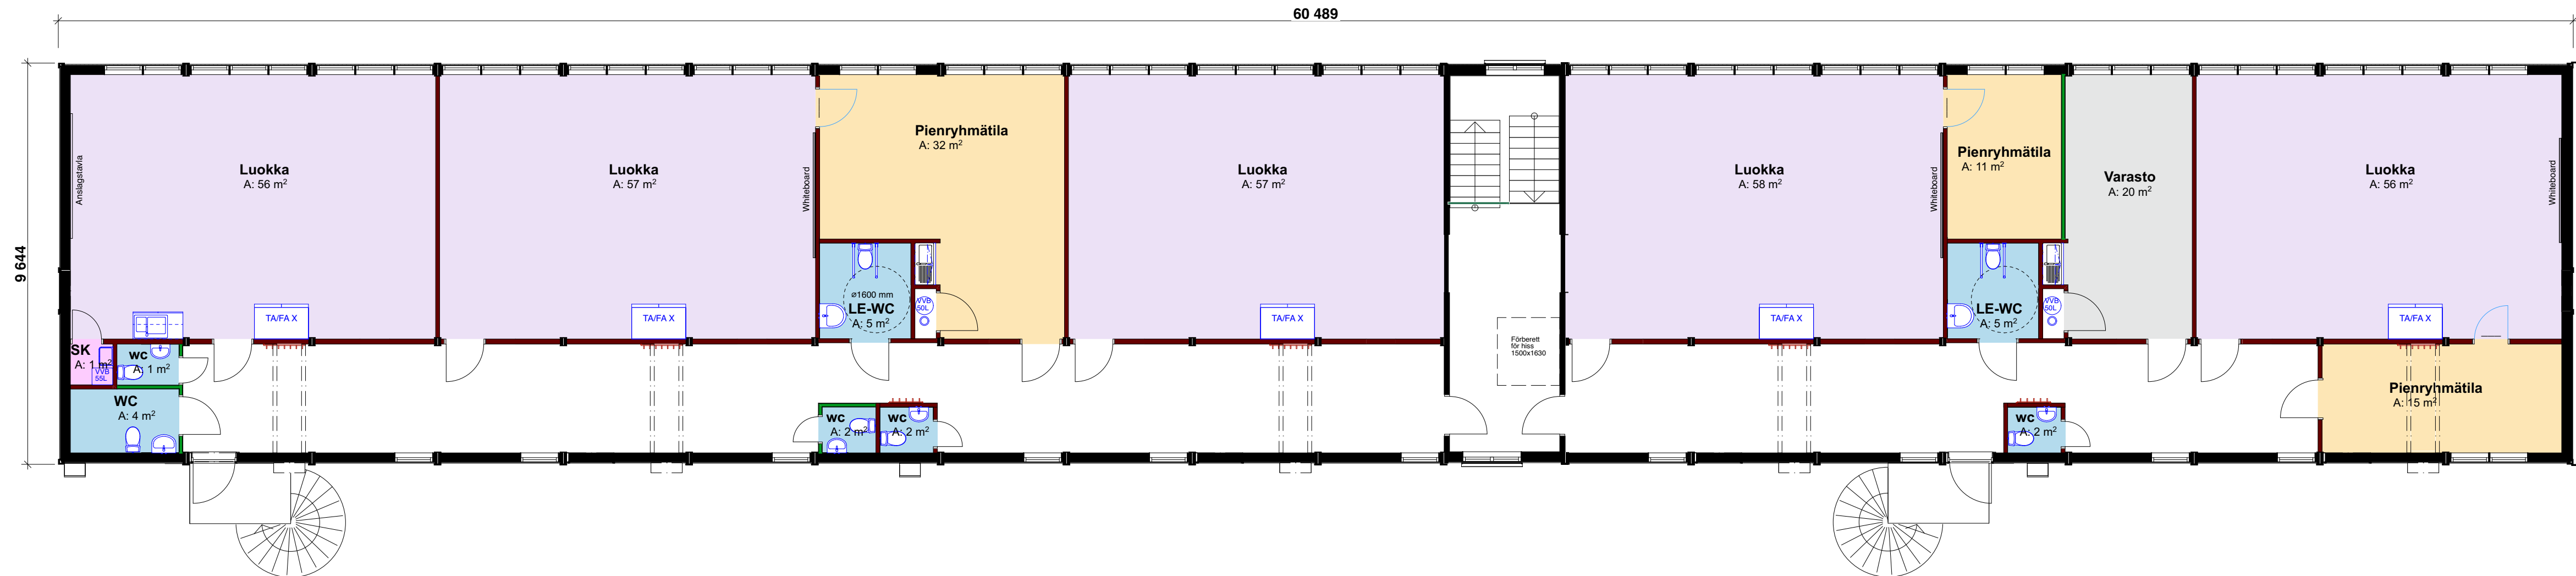 60 489
9 644
Anslagstavla
Luokka
A: 56 m²
TA/FA X
Luokka
A: 57 m²
Whiteboard
TA/FA X
Pienryhmätila
A: 32 m²
ø1600 mm
LE-WC
A: 5 m²
VVB
50L
Luokka
A: 57 m²
TA/FA X
Förberett
för hiss
1500x1630
Luokka
A: 58 m²
Whiteboard
TA/FA X
Pienryhmätila
A: 11 m²
LE-WC
A: 5 m²
VVB
50L
Varasto
A: 20 m²
Luokka
A: 56 m²
Whiteboard
TA/FA X
SK
A: 1 m²
VVB
55L
WC
A: 1 m²
WC
A: 4 m²
WC
A: 2 m²
WC
A: 2 m²
WC
A: 2 m²
Pienryhmätila
A: 15 m²